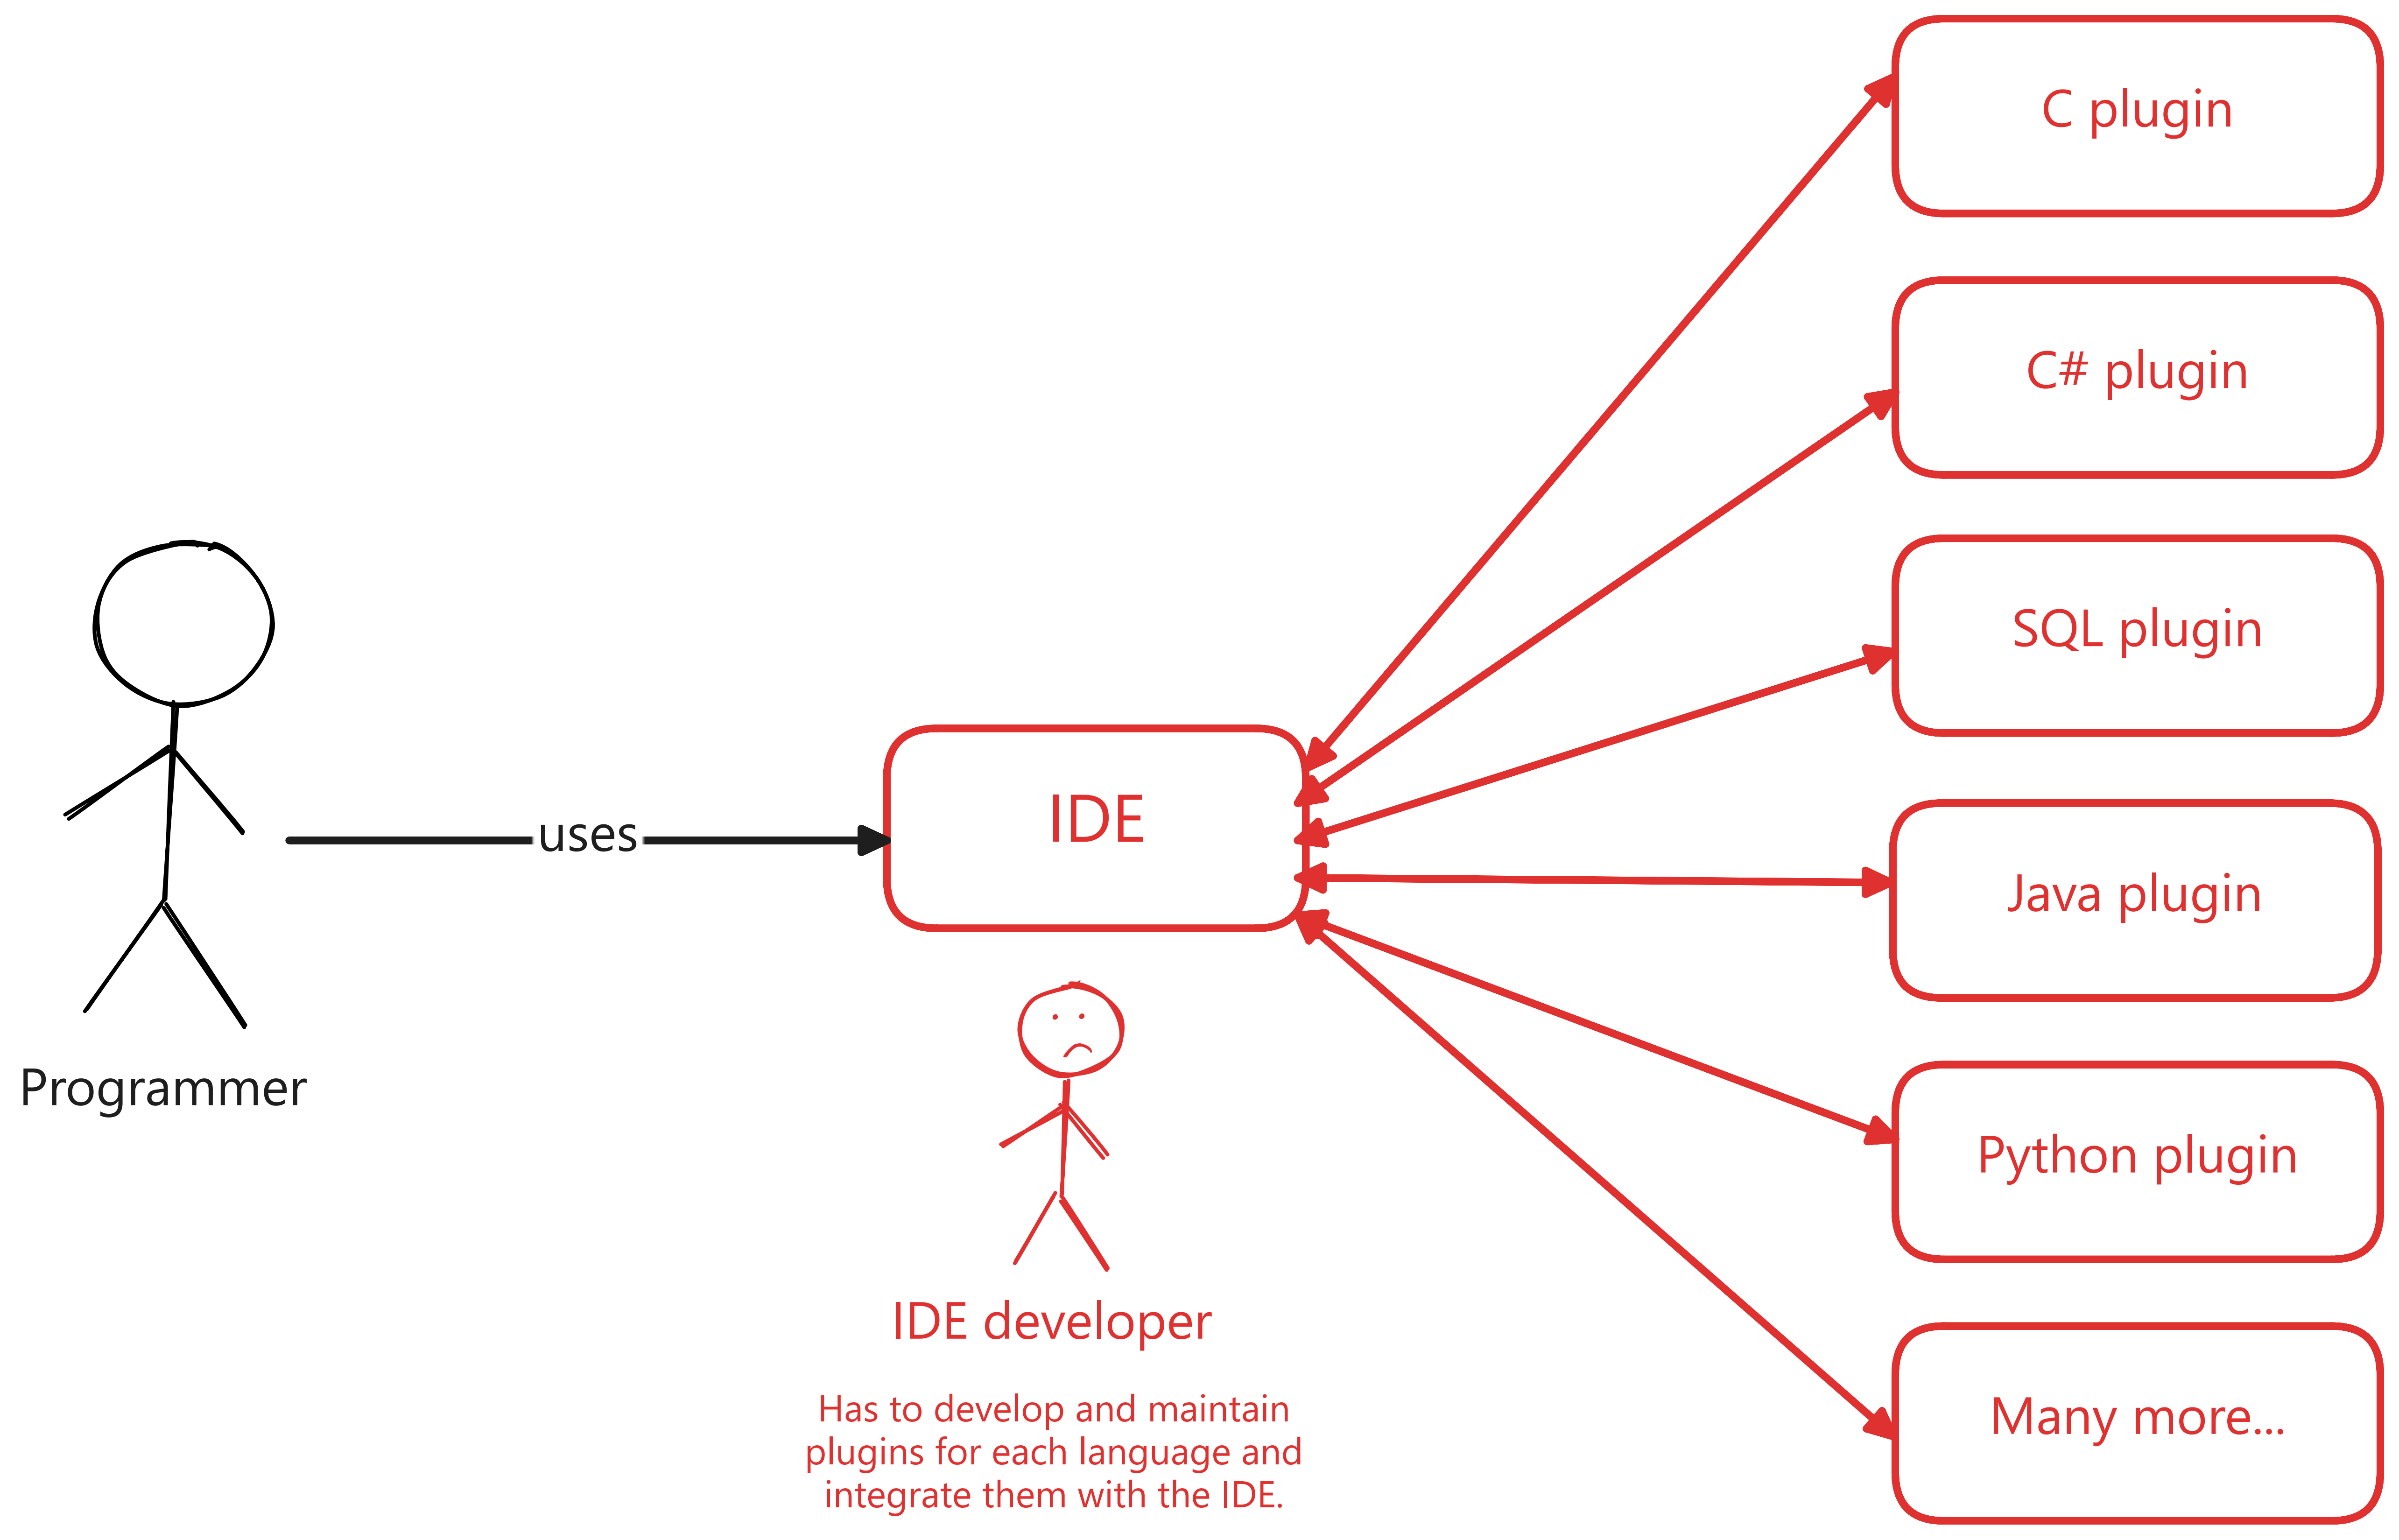 C plugin
C# plugin
SQL plugin
uses
IDE
Java plugin
Programmer
Python plugin
IDE developer
Has to develop and maintain
plugins for each language and
integrate them with the IDE.
Many more...